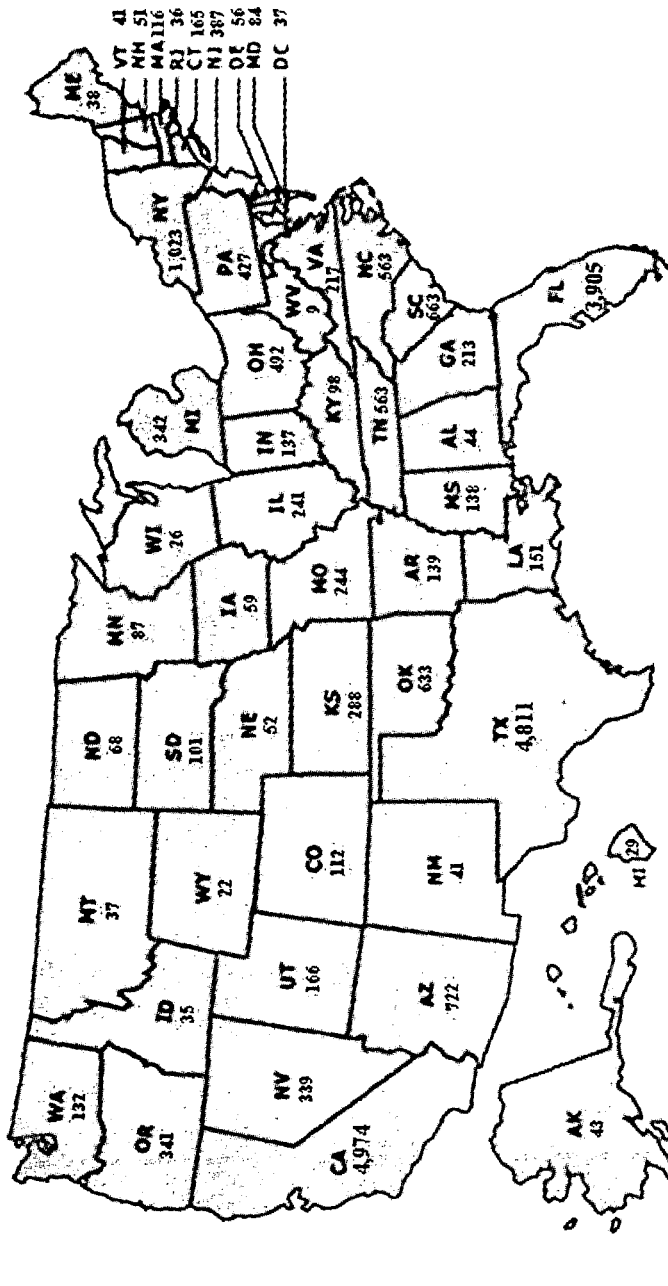 WA
132
OR
341
CA
4,974
NV
339
ID
35
MT
37
WY
22
UT
166
AZ
722
CO
112
NM
41
ND
68
SD
101
NE
52
KS
288
OK
633
TX
4,811
MN
87
IA
59
MO
244
AR
139
LA
151
WI
26
IL
241
MI
342
IN
137
OH
492
KY 98
TN 563
MS
138
AL
44
GA
213
FL
3,905
SC
663
NC
563
VA
217
WV
9
PA
427
NY
1,023
ME
38
VT 41
NH 51
MA 116
RI 36
CT 165
NJ 387
DE 56
MD 84
DC 37
AK
43
HI 29